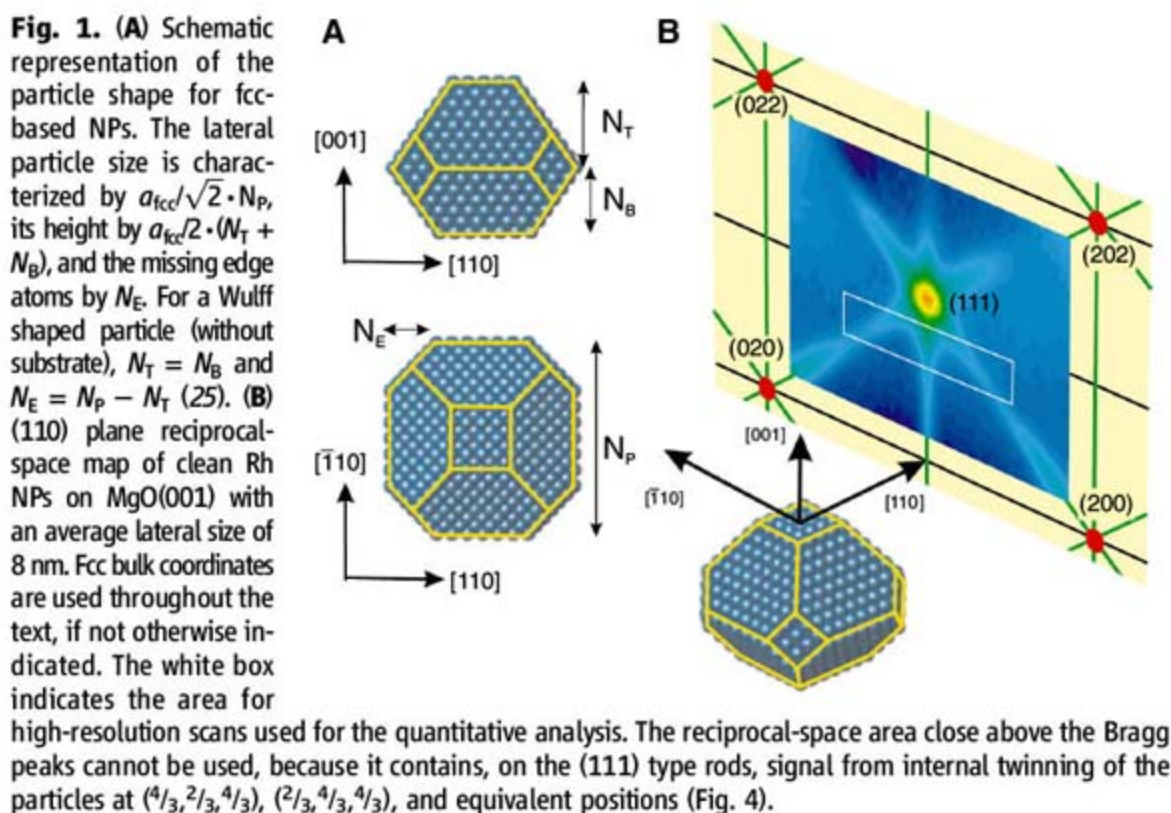 Fig. 1. (A) Schematic
representation of the
particle shape for fcc-
based NPs. The lateral
particle size is charac-
terized by a_fcc/√2·N_P,
its height by a_fcc/2·(N_T +
N_B), and the missing edge
atoms by N_E. For a Wulff
shaped particle (without
substrate), N_T = N_B and
N_E = N_P − N_T (25). (B)
(110) plane reciprocal-
space map of clean Rh
NPs on MgO(001) with
an average lateral size of
8 nm. Fcc bulk coordinates
are used throughout the
text, if not otherwise in-
dicated. The white box
indicates the area for
high-resolution scans used for the quantitative analysis. The reciprocal-space area close above the Bragg
peaks cannot be used, because it contains, on the (111) type rods, signal from internal twinning of the
particles at (4/3,2/3,4/3), (2/3,4/3,4/3), and equivalent positions (Fig. 4).
A
[001]
N_T
N_B
[110]
N_E
[1̄10]
N_P
[110]
B
(022)
(202)
(111)
(020)
(200)
[001]
[1̄10]
[110]